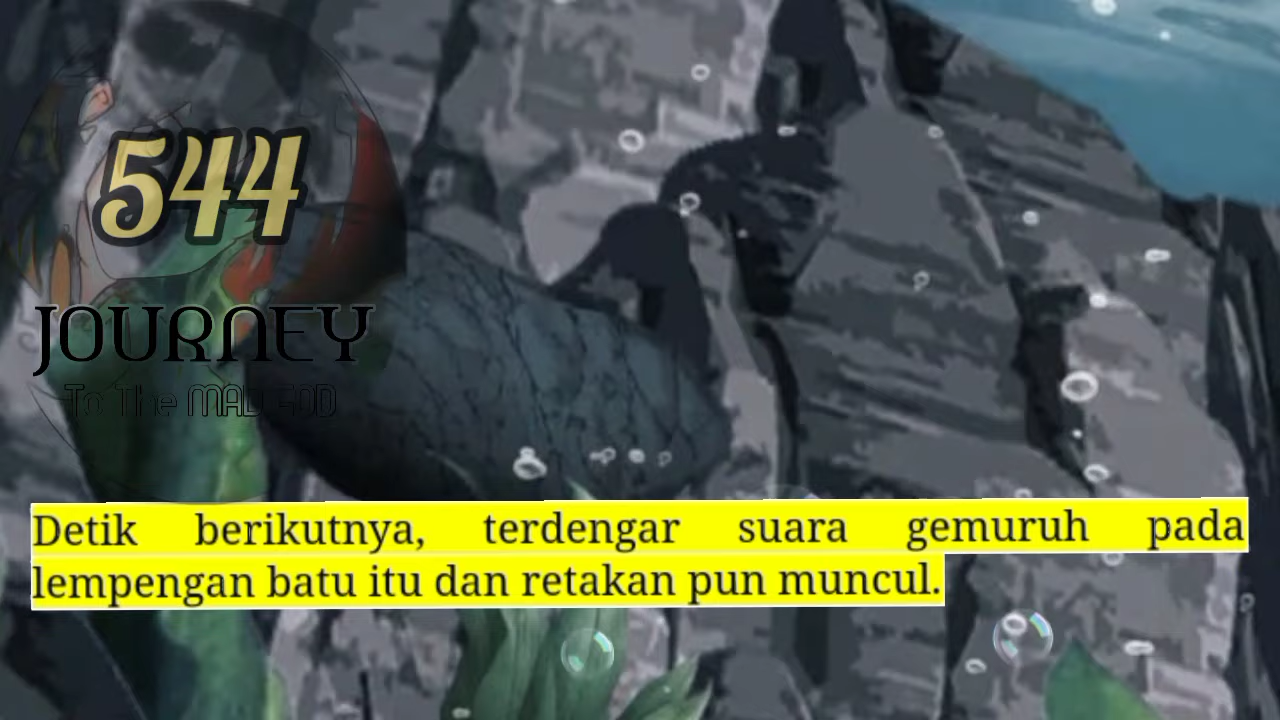 544
JOURNEY
To The MAD GOD
Detik berikutnya, terdengar suara gemuruh pada
lempengan batu itu dan retakan pun muncul.